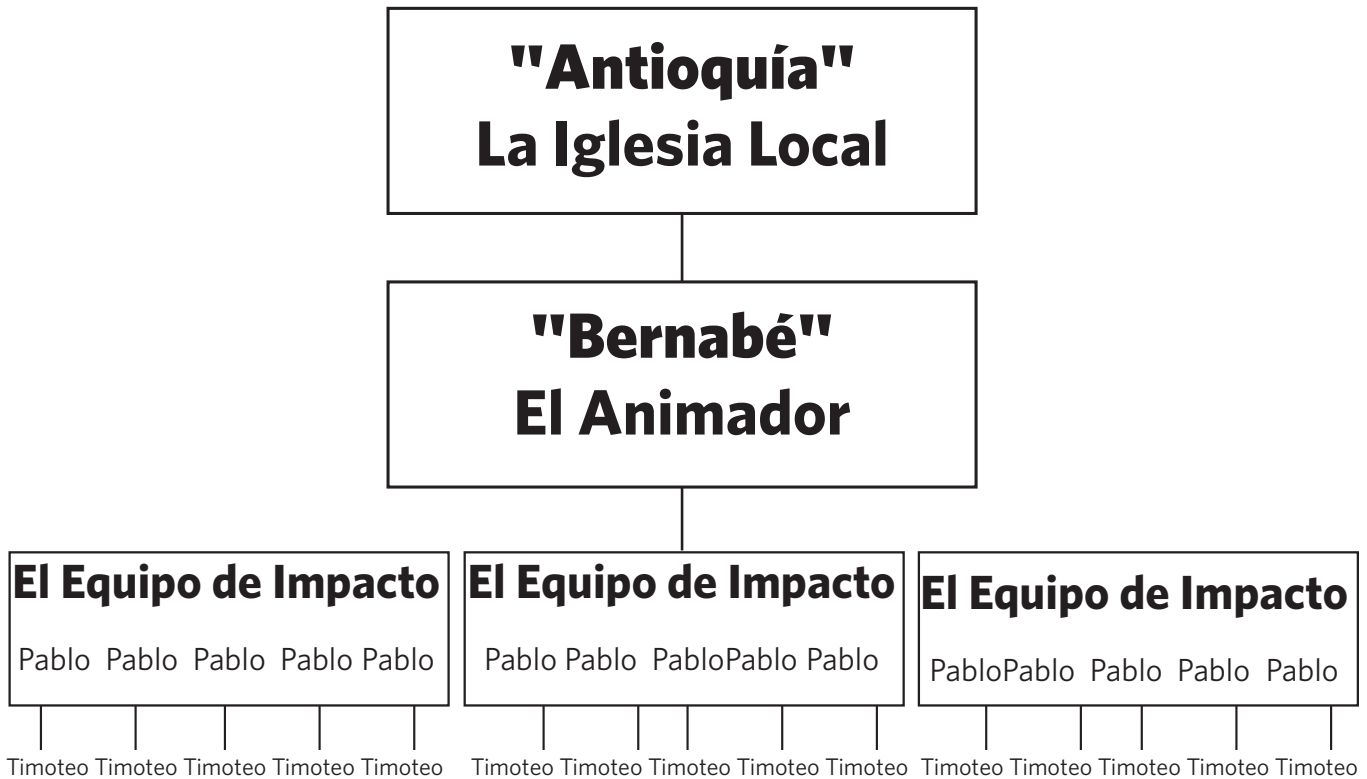 "Antioquía"
La Iglesia Local
"Bernabé"
El Animador
El Equipo de Impacto
Pablo Pablo Pablo Pablo Pablo
Timoteo Timoteo Timoteo Timoteo Timoteo
El Equipo de Impacto
Pablo Pablo PabloPablo Pablo
Timoteo Timoteo Timoteo Timoteo Timoteo
El Equipo de Impacto
PabloPablo Pablo Pablo Pablo
Timoteo Timoteo Timoteo Timoteo Timoteo